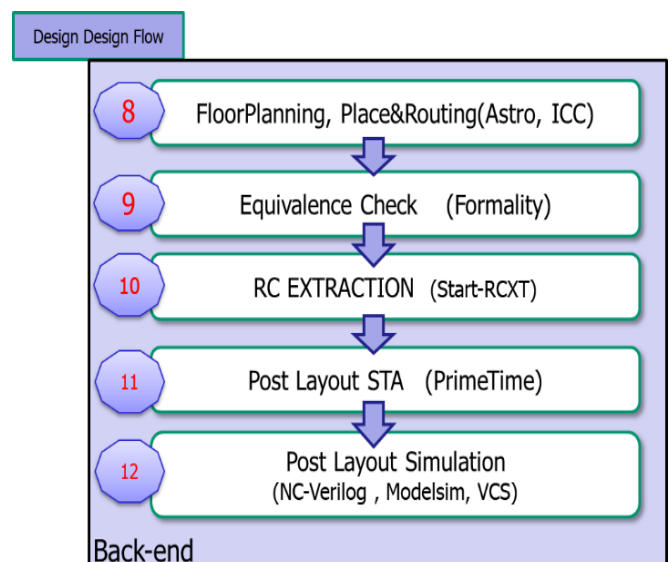 Design Design Flow
8
FloorPlanning, Place&Routing(Astro, ICC)
9
Equivalence Check (Formality)
10
RC EXTRACTION (Start-RCXT)
11
Post Layout STA (PrimeTime)
12
Post Layout Simulation
(NC-Verilog , Modelsim, VCS)
Back-end